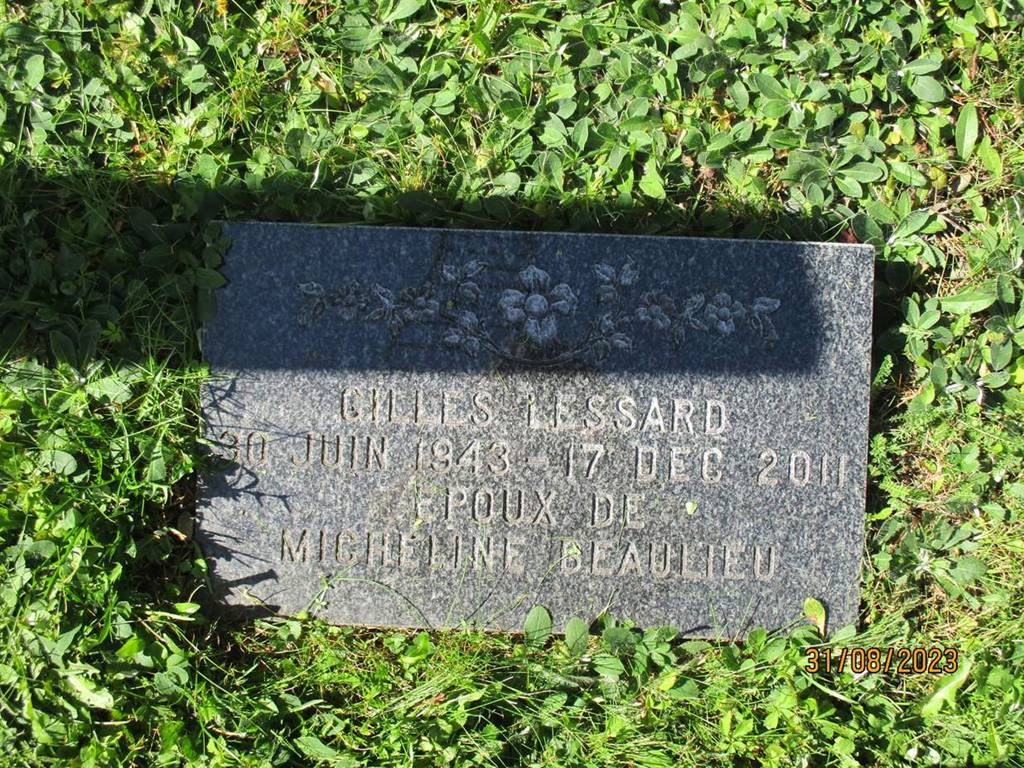 GILLES LESSARD
30 JUIN 1943 - 17 DEC 2011
EPOUX DE
MICHELINE BEAULIEU
31/08/2023